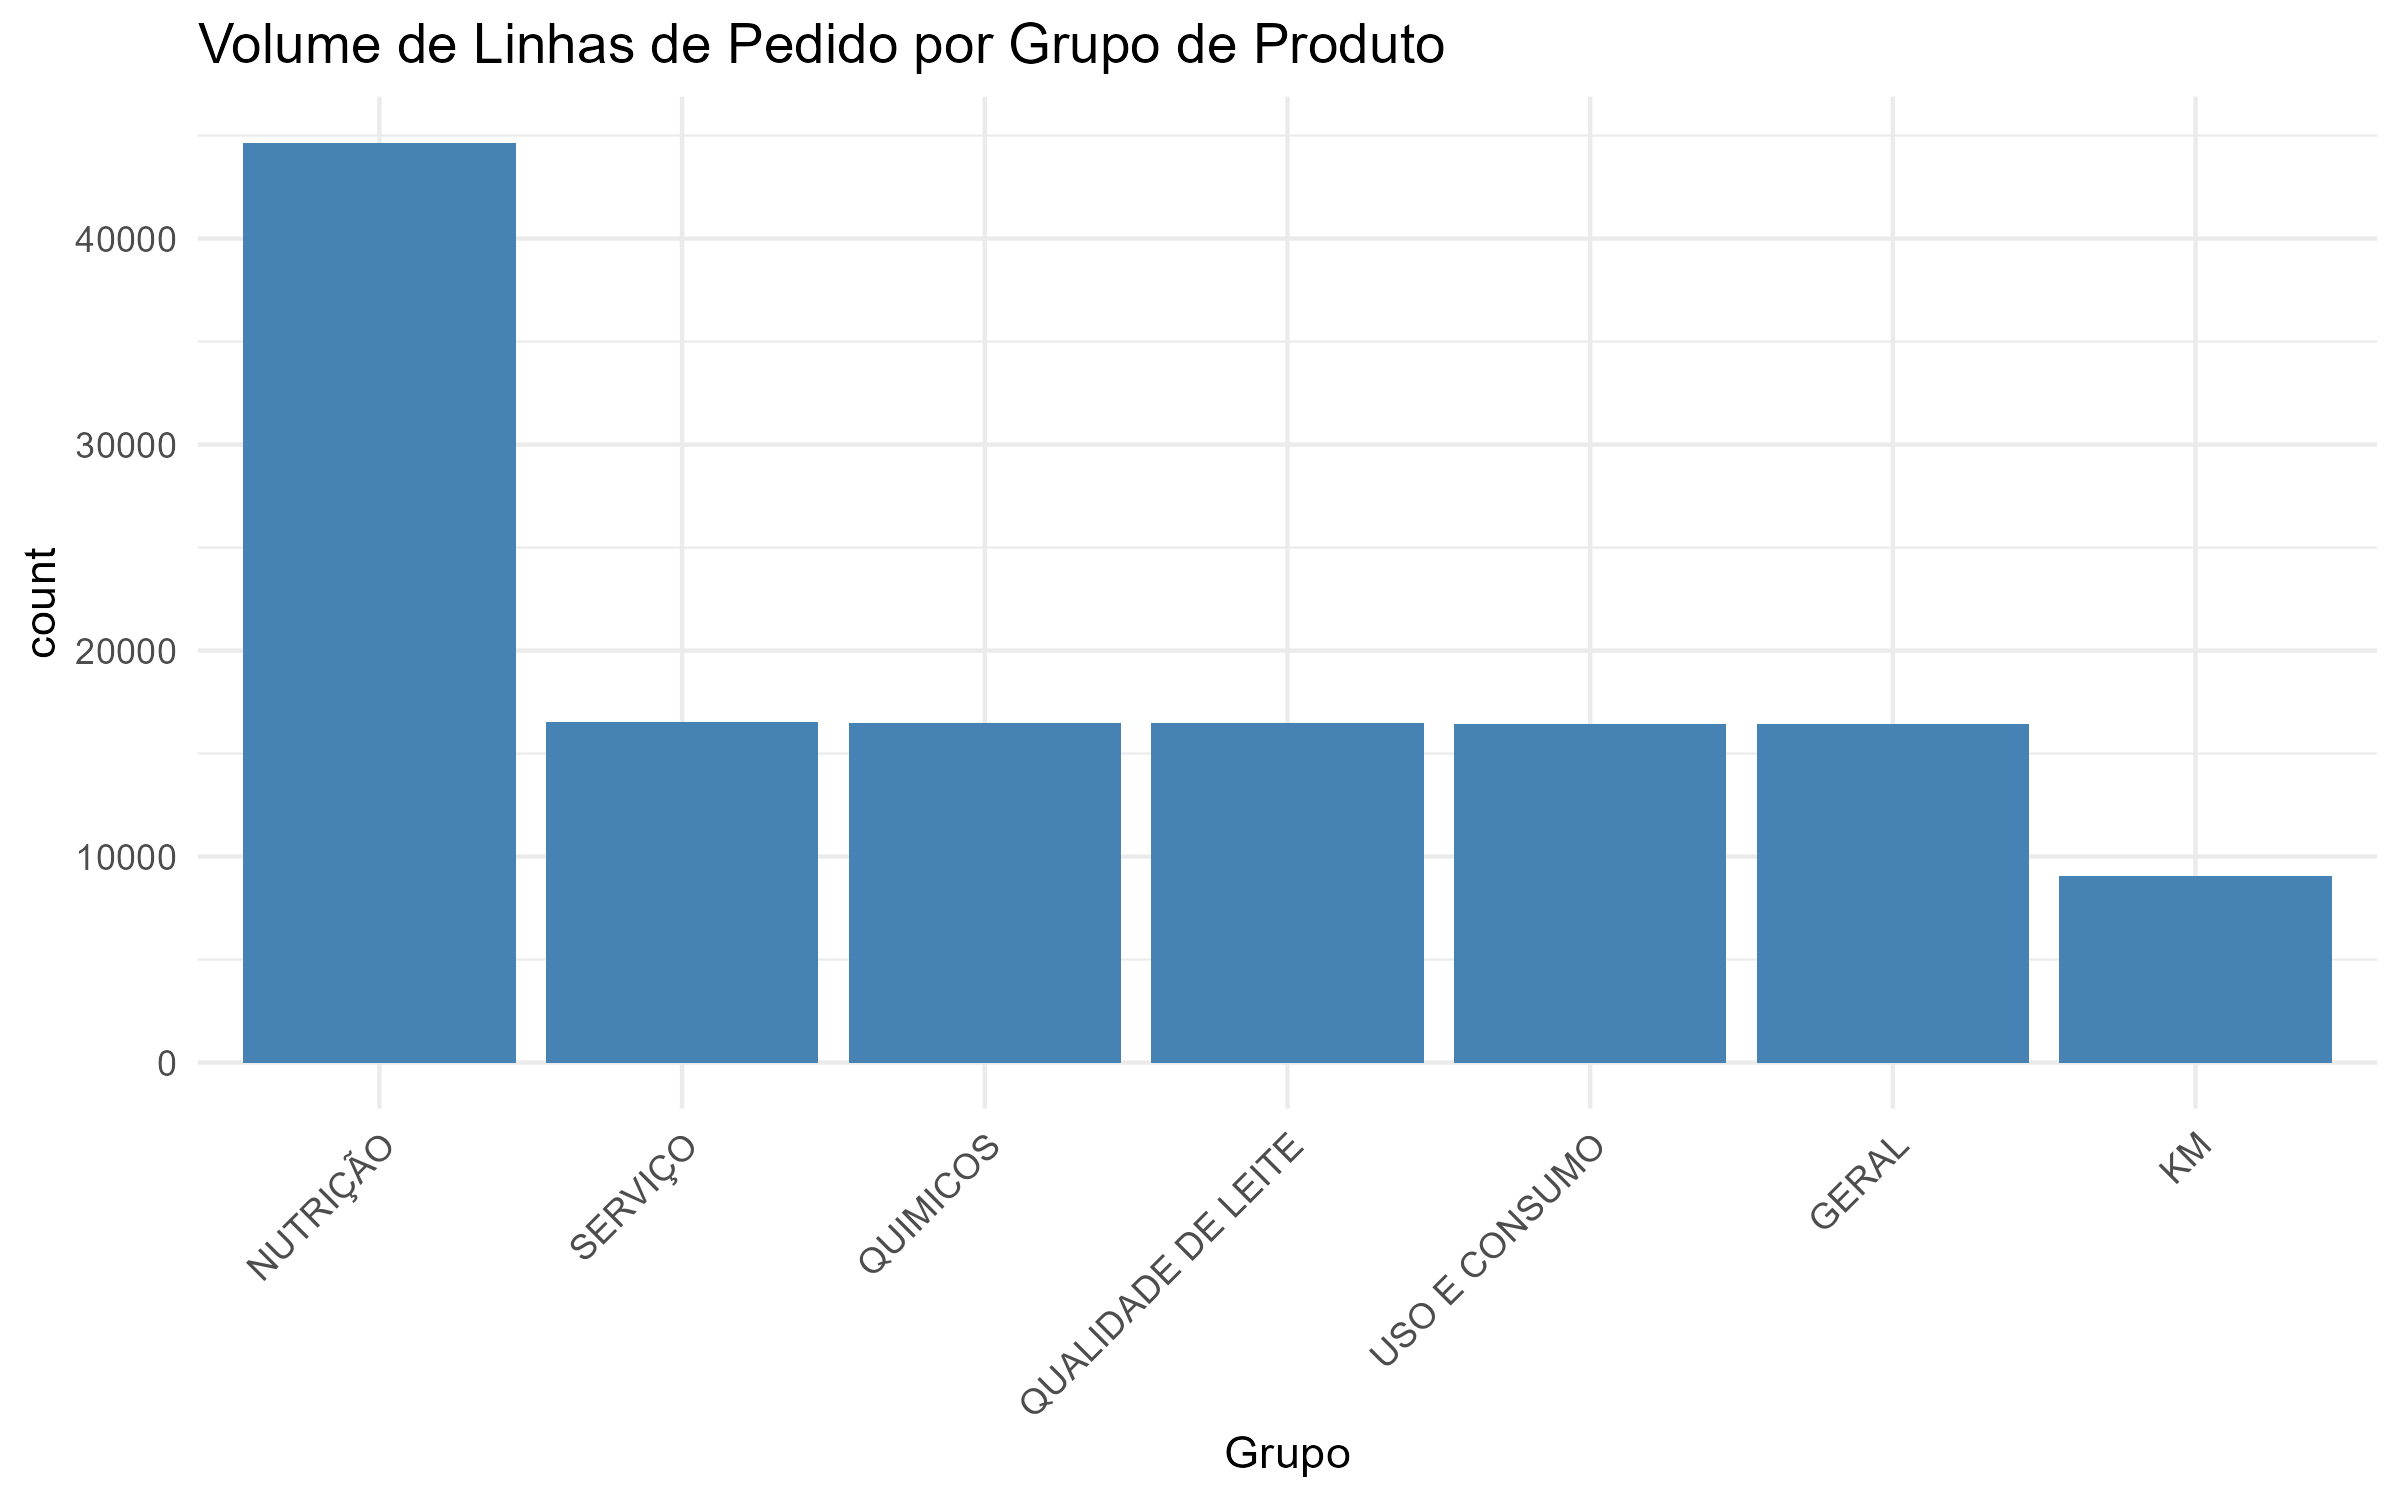 Volume de Linhas de Pedido por Grupo de Produto
count
40000
30000
20000
10000
0
NUTRIÇÃO
SERVIÇO
QUIMICOS
QUALIDADE DE LEITE
USO E CONSUMO
GERAL
KM
Grupo